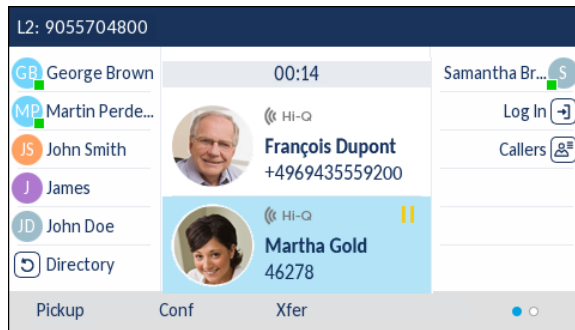 L2: 9055704800
GB George Brown
MP Martin Perde...
JS John Smith
J James
JD John Doe
Directory
00:14
Hi-Q
François Dupont
+4969435559200
Hi-Q
Martha Gold
46278
Samantha Br... S
Log In
Callers
Pickup Conf Xfer